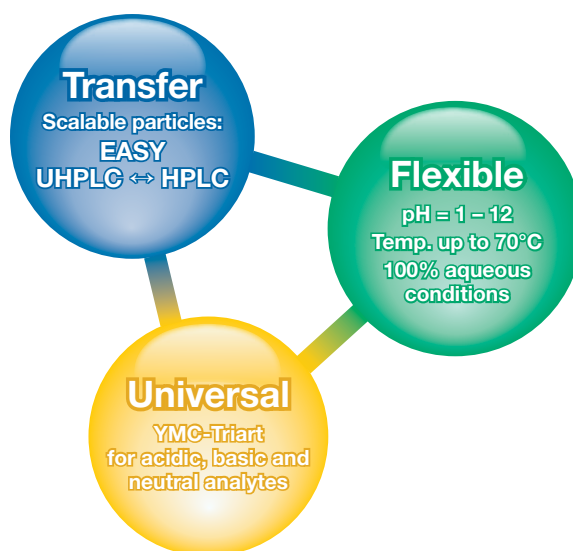 Transfer
Scalable particles:
EASY
UHPLC ↔ HPLC
Flexible
pH = 1 – 12
Temp. up to 70°C
100% aqueous
conditions
Universal
YMC-Triart
for acidic, basic and
neutral analytes